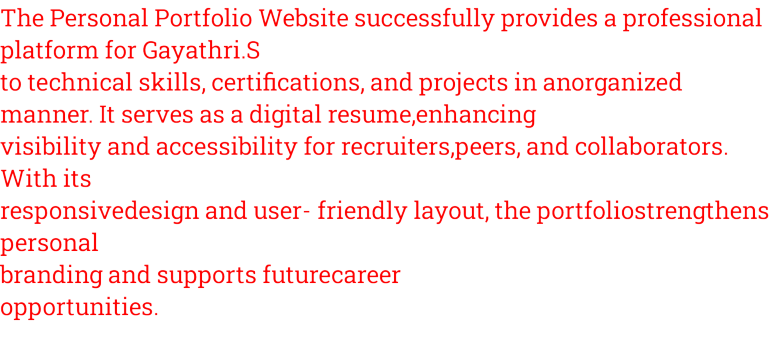 The Personal Portfolio Website successfully provides a professional
platform for Gayathri.S
to technical skills, certifications, and projects in anorganized
manner. It serves as a digital resume,enhancing
visibility and accessibility for recruiters,peers, and collaborators.
With its
responsivedesign and user- friendly layout, the portfoliostrengthens
personal
branding and supports futurecareer
opportunities.